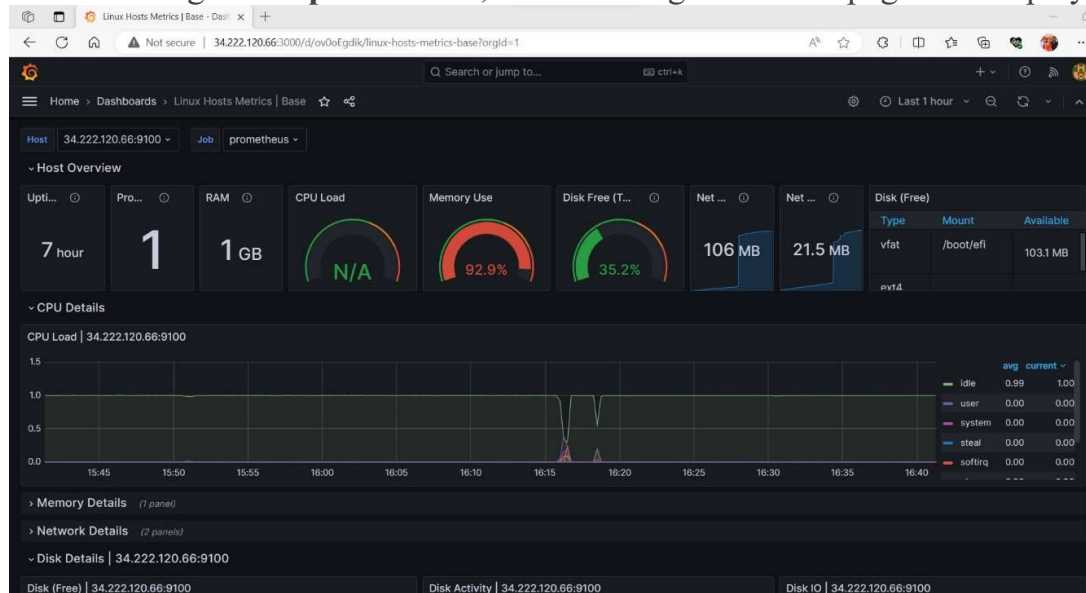 Linux Hosts Metrics | Base - Dash
Not secure | 34.222.120.66:3000/d/ov0oEgdik/linux-hosts-metrics-base?orgId=1
Search or jump to... ctrl+k
Home > Dashboards > Linux Hosts Metrics | Base
Last 1 hour
Host 34.222.120.66:9100 Job prometheus
Host Overview
Upti... Pro... RAM CPU Load Memory Use Disk Free (T... Net ... Net ... Disk (Free)
Type Mount Available
7 hour 1 1 GB N/A 92.9% 35.2% 106 MB 21.5 MB vfat /boot/efi 103.1 MB
ext4
CPU Details
CPU Load | 34.222.120.66:9100
1.5
avg current
1.0
0.5
0.0
idle 0.99 1.00
user 0.00 0.00
system 0.00 0.00
steal 0.00 0.00
softirq 0.00 0.00
15:45 15:50 15:55 16:00 16:05 16:10 16:15 16:20 16:25 16:30 16:35 16:40
Memory Details (1 panel)
Network Details (2 panels)
Disk Details | 34.222.120.66:9100
Disk (Free) | 34.222.120.66:9100 Disk Activity | 34.222.120.66:9100 Disk IO | 34.222.120.66:9100